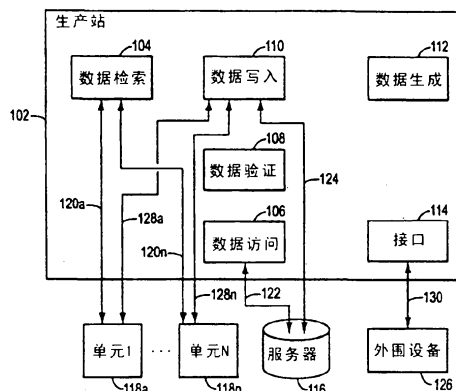 生产站
104
110
112
数据检索
数据写入
数据生成
102
108
数据验证
124
120a
128a
106
114
120n
数据访问
接口
128n
122
130
单元1
...
单元N
服务器
外围设备
118a
118n
116
126